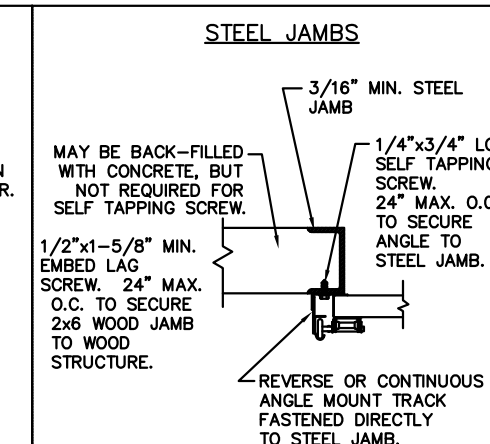 STEEL JAMBS
3/16" MIN. STEEL
JAMB
MAY BE BACK-FILLED
WITH CONCRETE, BUT
NOT REQUIRED FOR
SELF TAPPING SCREW.
1/4"x3/4"
SELF TAPPING
SCREW.
24" MAX. O.C.
TO SECURE
ANGLE TO
STEEL JAMB.
1/2"x1-5/8" MIN.
EMBED LAG
SCREW. 24" MAX.
O.C. TO SECURE
2x6 WOOD JAMB
TO WOOD
STRUCTURE.
REVERSE OR CONTINUOUS
ANGLE MOUNT TRACK
FASTENED DIRECTLY
TO STEEL JAMB.